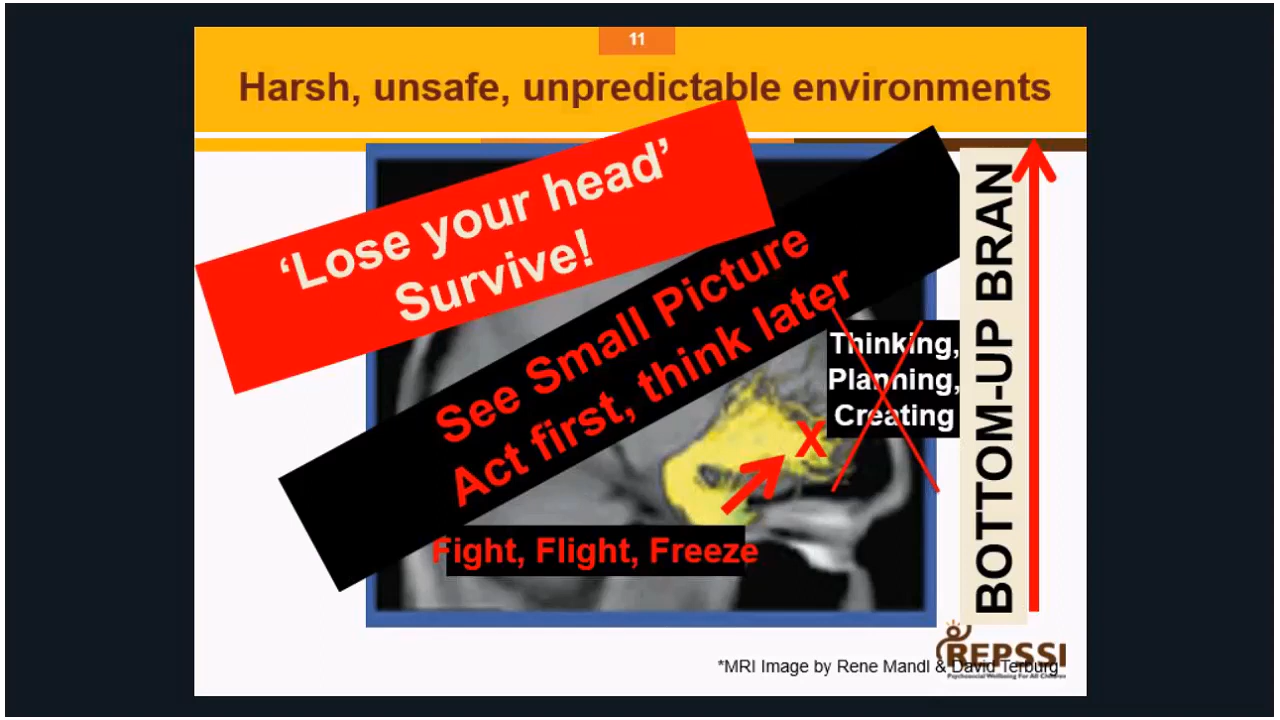 11
Harsh, unsafe, unpredictable environments
‘Lose your head’
Survive!
See Small Picture
Act first, think later
Thinking,
Planning,
Creating
X
Fight, Flight, Freeze
BOTTOM-UP BRAN
REPSSI
Psychosocial Wellbeing For All Children
*MRI Image by Rene Mandl & David Terburg